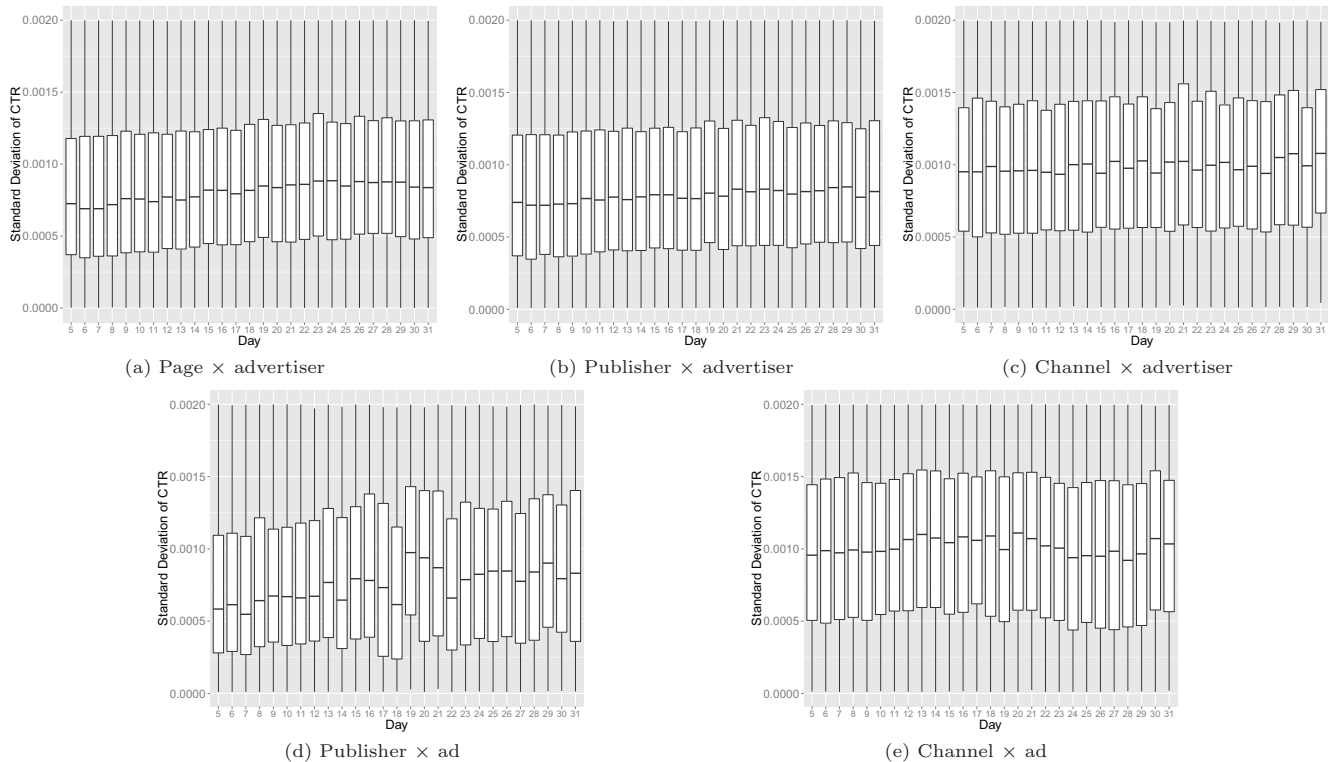 Standard Deviation of CTR
0.0020
0.0015
0.0010
0.0005
0.0000
5 6 7 8 9 10 11 12 13 14 15 16 17 18 19 20 21 22 23 24 25 26 27 28 29 30 31
Day
(a) Page × advertiser
Standard Deviation of CTR
0.0020
0.0015
0.0010
0.0005
0.0000
5 6 7 8 9 10 11 12 13 14 15 16 17 18 19 20 21 22 23 24 25 26 27 28 29 30 31
Day
(b) Publisher × advertiser
Standard Deviation of CTR
0.0020
0.0015
0.0010
0.0005
0.0000
5 6 7 8 9 10 11 12 13 14 15 16 17 18 19 20 21 22 23 24 25 26 27 28 29 30 31
Day
(c) Channel × advertiser
Standard Deviation of CTR
0.0020
0.0015
0.0010
0.0005
0.0000
5 6 7 8 9 10 11 12 13 14 15 16 17 18 19 20 21 22 23 24 25 26 27 28 29 30 31
Day
(d) Publisher × ad
Standard Deviation of CTR
0.0020
0.0015
0.0010
0.0005
0.0000
5 6 7 8 9 10 11 12 13 14 15 16 17 18 19 20 21 22 23 24 25 26 27 28 29 30 31
Day
(e) Channel × ad